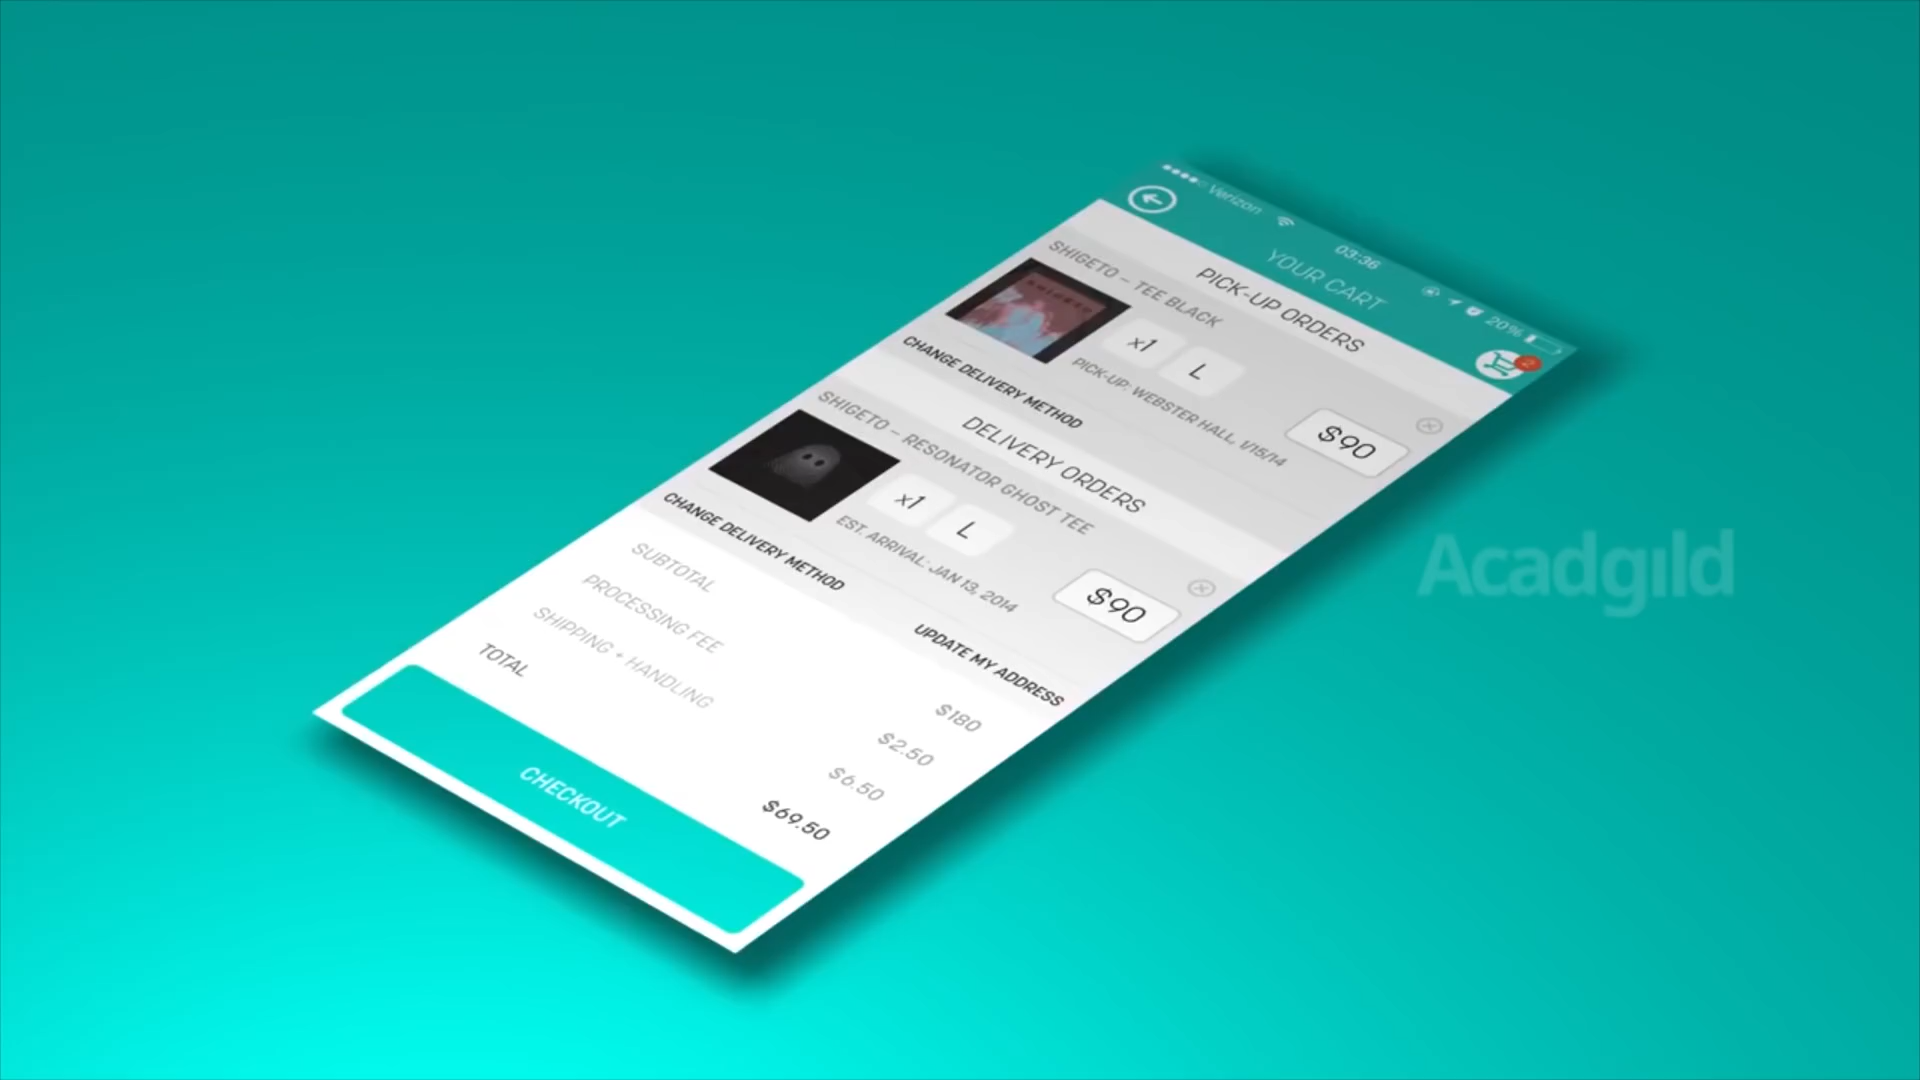 Verizon
03:36
20%
YOUR CART
2
PICK-UP ORDERS
SHIGETO – TEE BLACK
shigeto
x1
L
PICK-UP: WEBSTER HALL, 1/15/14
$90
CHANGE DELIVERY METHOD
DELIVERY ORDERS
SHIGETO – RESONATOR GHOST TEE
x1
L
EST. ARRIVAL: JAN 13, 2014
$90
CHANGE DELIVERY METHOD
UPDATE MY ADDRESS
SUBTOTAL $180
PROCESSING FEE $2.50
SHIPPING + HANDLING $6.50
TOTAL $69.50
CHECKOUT
Acadgild